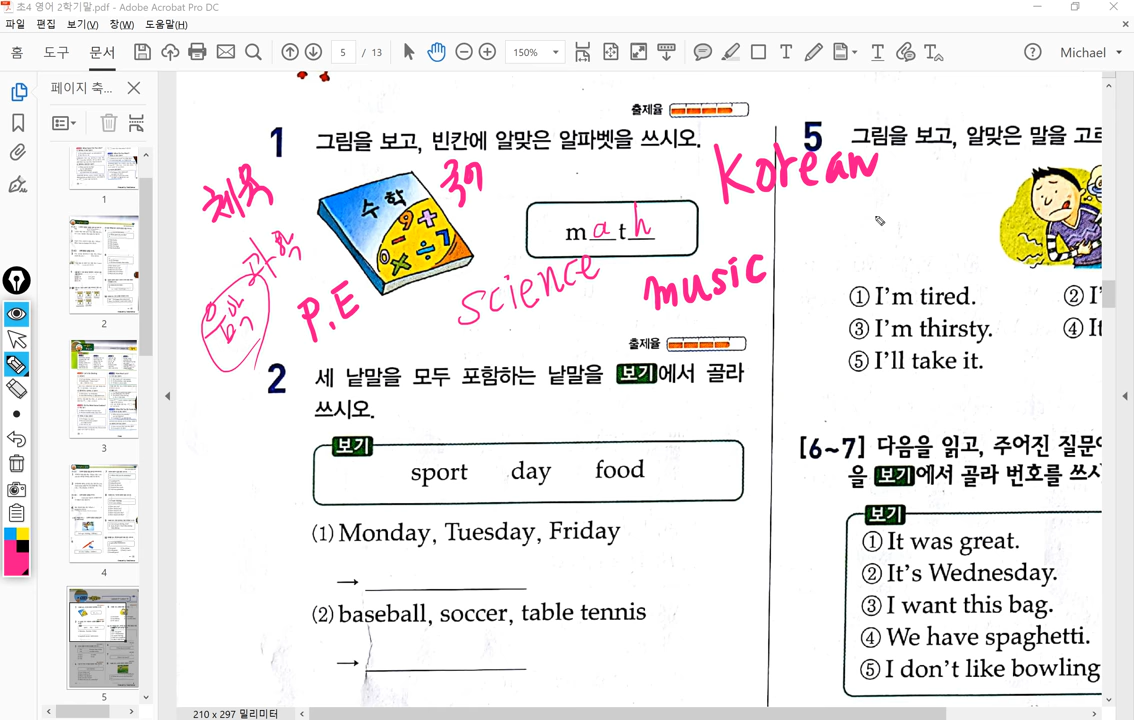 초4 영어 2학기말.pdf - Adobe Acrobat Pro DC
파일 편집 보기(V) 창(W) 도움말(H)
홈 도구 문서 5 / 13 150% Michael
페이지 축...
1
2
3
4
5
출제율
1 그림을 보고, 빈칸에 알맞은 알파벳을 쓰시오.
체육
국어
수학
Korean
math
과학
음악
P.E
science
music
출제율
2 세 낱말을 모두 포함하는 낱말을 보기에서 골라
쓰시오.
보기
sport day food
(1) Monday, Tuesday, Friday
→
(2) baseball, soccer, table tennis
→
5 그림을 보고, 알맞은 말을 고르
① I'm tired.
②
③ I'm thirsty.
④
⑤ I'll take it.
[6~7] 다음을 읽고, 주어진 질문
을 보기에서 골라 번호를 쓰시
보기
① It was great.
② It's Wednesday.
③ I want this bag.
④ We have spaghetti.
⑤ I don't like bowling
210 x 297 밀리미터